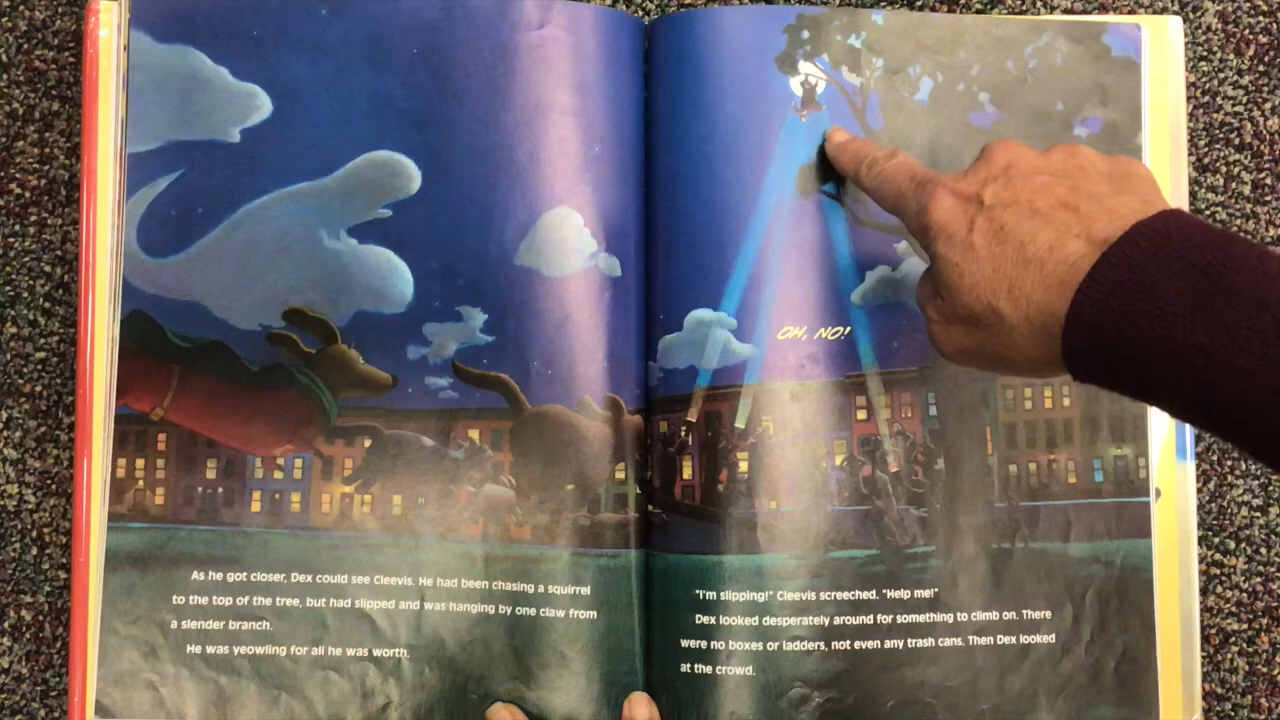 As he got closer, Dex could see Cleevis. He had been chasing a squirrel
to the top of the tree, but had slipped and was hanging by one claw from
a slender branch.
He was yeowling for all he was worth.
OH, NO!
"I'm slipping!" Cleevis screeched. "Help me!"
Dex looked desperately around for something to climb on. There
were no boxes or ladders, not even any trash cans. Then Dex looked
at the crowd.